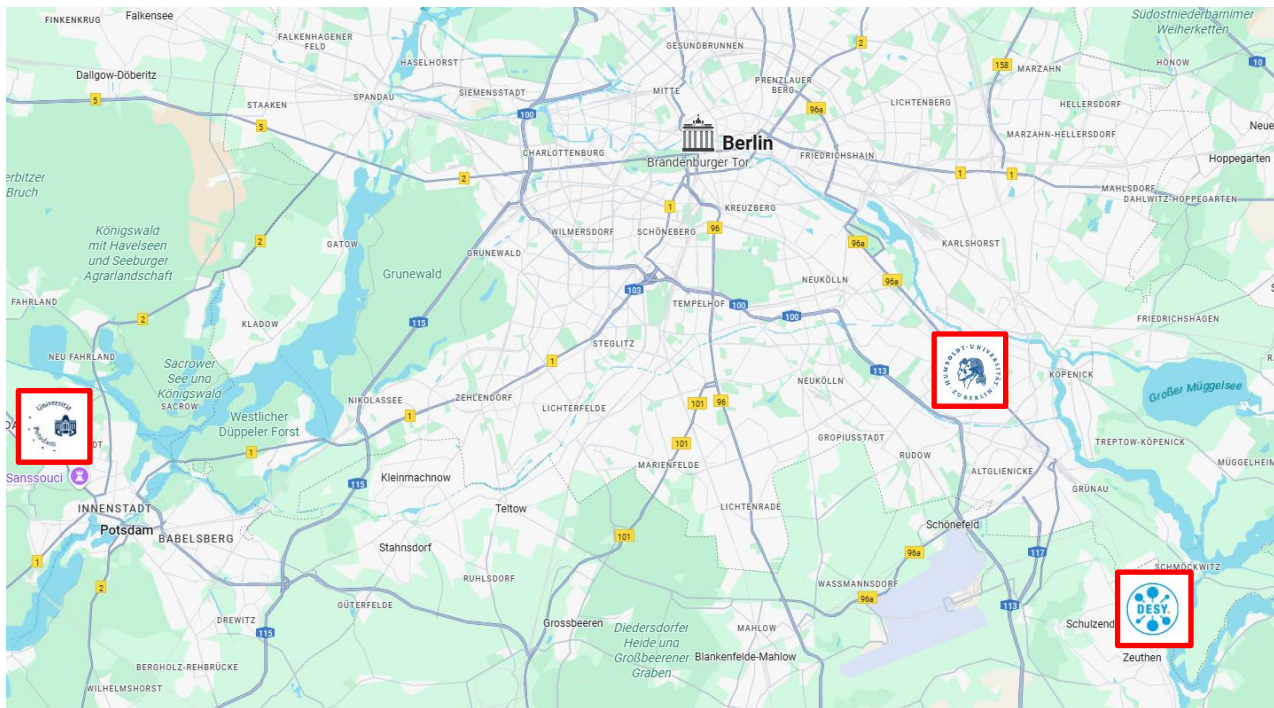 FINKENKRUG
Falkensee
FALKENHAGENER
FELD
HASELHORST
GESUNDBRUNNEN
2
Südostniederbarnimer
Weiherketten
Dallgow-Döberitz
5
STAAKEN
SPANDAU
SIEMENSSTADT
MITTE
PRENZLAUER
BERG
158
MARZAHN
HÖNOW
10
100
96a
LICHTENBERG
HELLERSDORF
5
CHARLOTTENBURG
Berlin
Brandenburger Tor
FRIEDRICHSHAIN
MARZAHN-HELLERSDORF
Neue
Hoppegarten
2
1
1
MAHLSDORF
DAHLWITZ-HOPPEGARTEN
erbitzer
Bruch
Königswald
mit Havelseen
und Seeburger
Agrarlandschaft
2
GATOW
GRUNEWALD
WILMERSDORF
SCHÖNEBERG
1
KREUZBERG
96
96a
KARLSHORST
Grunewald
103
NEUKÖLLN
96a
FAHRLAND
2
KLADOW
115
TEMPELHOF
100
100
FRIEDRICHSHAGEN
NEU FAHRLAND
Sacrower
See und
Königswald
SACROW
STEGLITZ
1
113
HUMBOLDT-UNIVERSITÄT
ZU BERLIN
KÖPENICK
Großer Müggelsee
NEUKÖLLN
Universität
Potsdam
Westlicher
Düppeler Forst
NIKOLASSEE
ZEHLENDORF
1
LICHTERFELDE
101
96
1
101
GROPIUSSTADT
RUDOW
TREPTOW-KÖPENICK
Sanssouci
115
Kleinmachnow
MARIENFELDE
ALTGLIENICKE
MÜGGELHEIM
GRÜNAU
INNENSTADT
Potsdam
BABELSBERG
Teltow
LICHTENRADE
Schönefeld
101
96a
117
1
Stahnsdorf
SCHMÖCKWITZ
2
RUHLSDORF
WASSMANNSDORF
96a
113
DESY.
GÜTERFELDE
DREWITZ
115
Grossbeeren
Diedersdorfer
Heide und
Großbeerener
Graben
MAHLOW
Schulzend
Blankenfelde-Mahlow
Zeuthen
BERGHOLZ-REHBRÜCKE
WILHELMSHORST